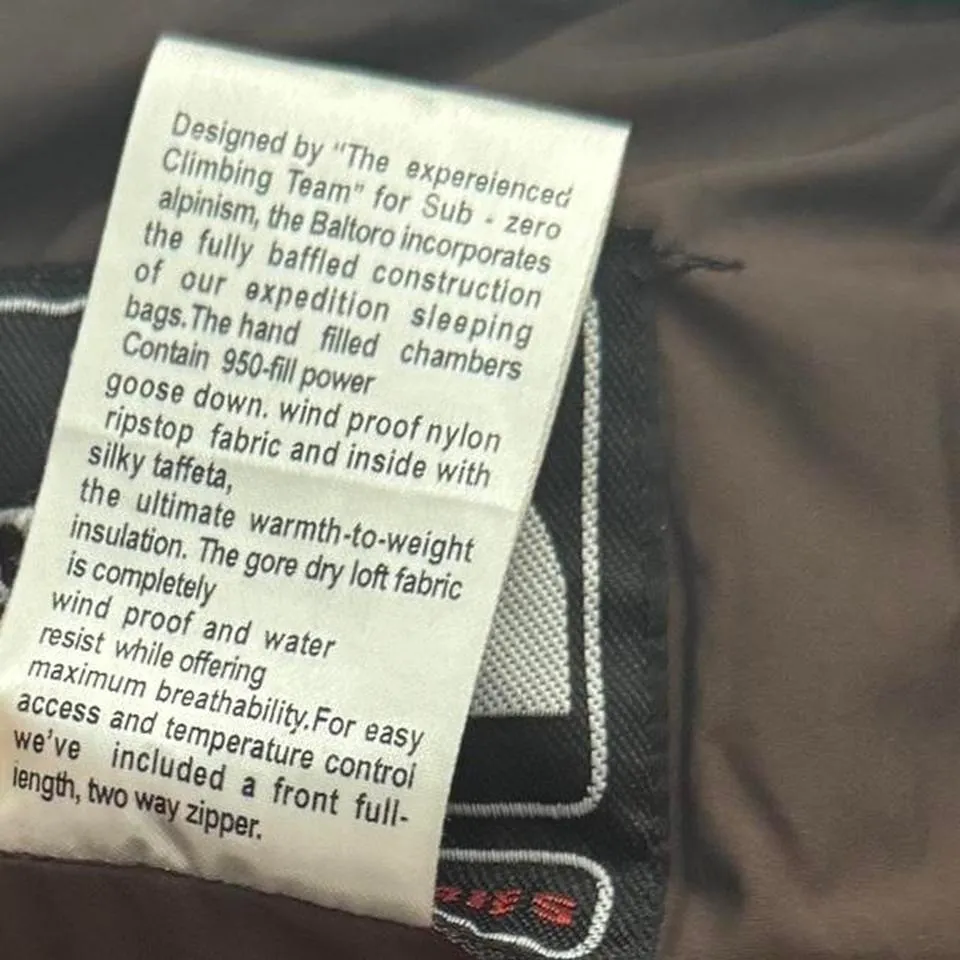 Designed by "The expereienced
Climbing Team" for Sub - zero
alpinism, the Baltoro incorporates
the fully baffled construction
of our expedition sleeping
bags.The hand filled chambers
Contain 950-fill power
goose down. wind proof nylon
ripstop fabric and inside with
silky taffeta,
the ultimate warmth-to-weight
insulation. The gore dry loft fabric
is completely
wind proof and water
resist while offering
maximum breathability.For easy
access and temperature control
we've included a front full-
length, two way zipper.